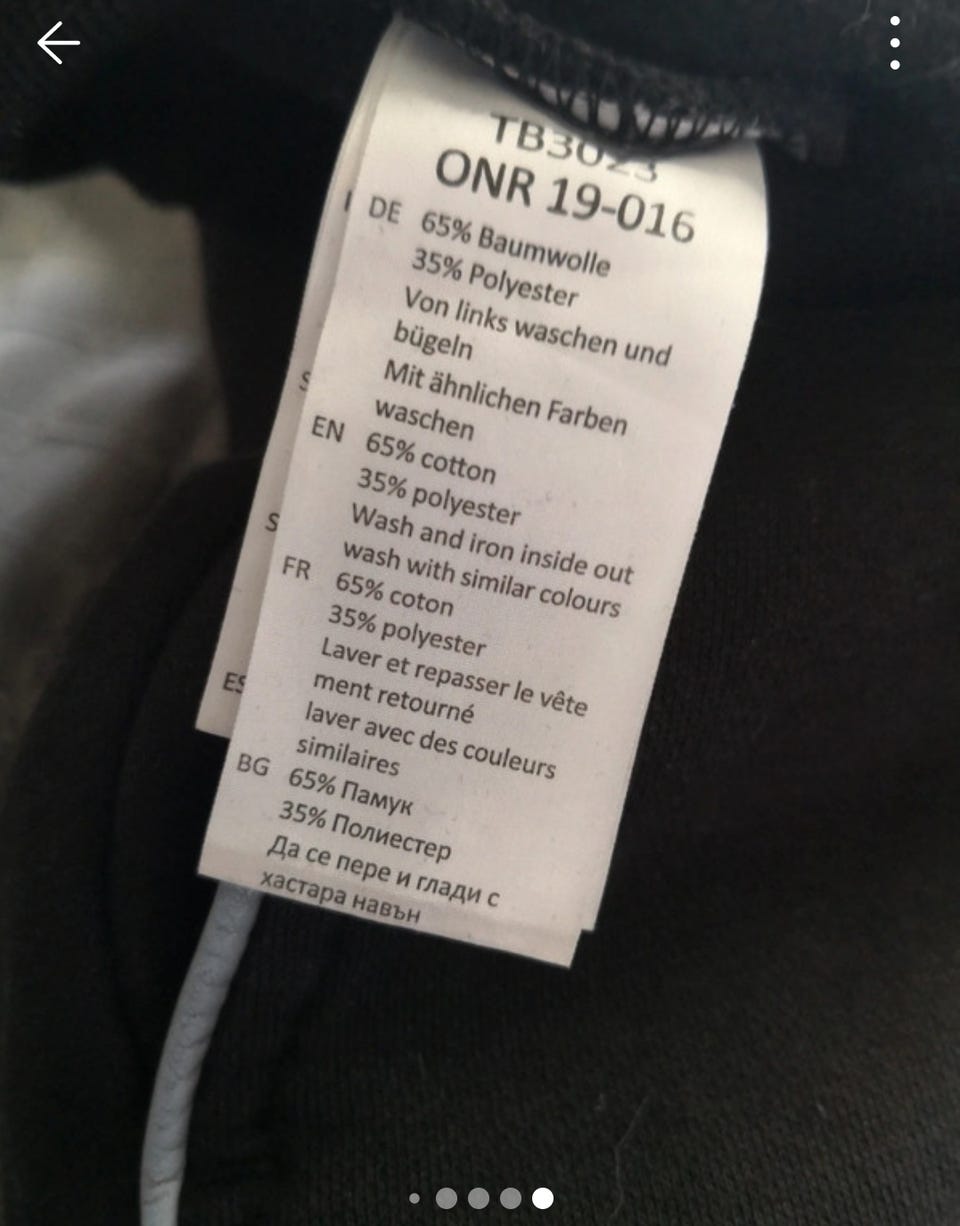 TB3023
ONR 19-016
DE 65% Baumwolle
35% Polyester
Von links waschen und
bügeln
Mit ähnlichen Farben
waschen
EN 65% cotton
35% polyester
Wash and iron inside out
wash with similar colours
FR 65% coton
35% polyester
Laver et repasser le vête
ment retourné
laver avec des couleurs
similaires
BG 65% Памук
35% Полиестер
Да се пере и глади с
хастара навън
ES